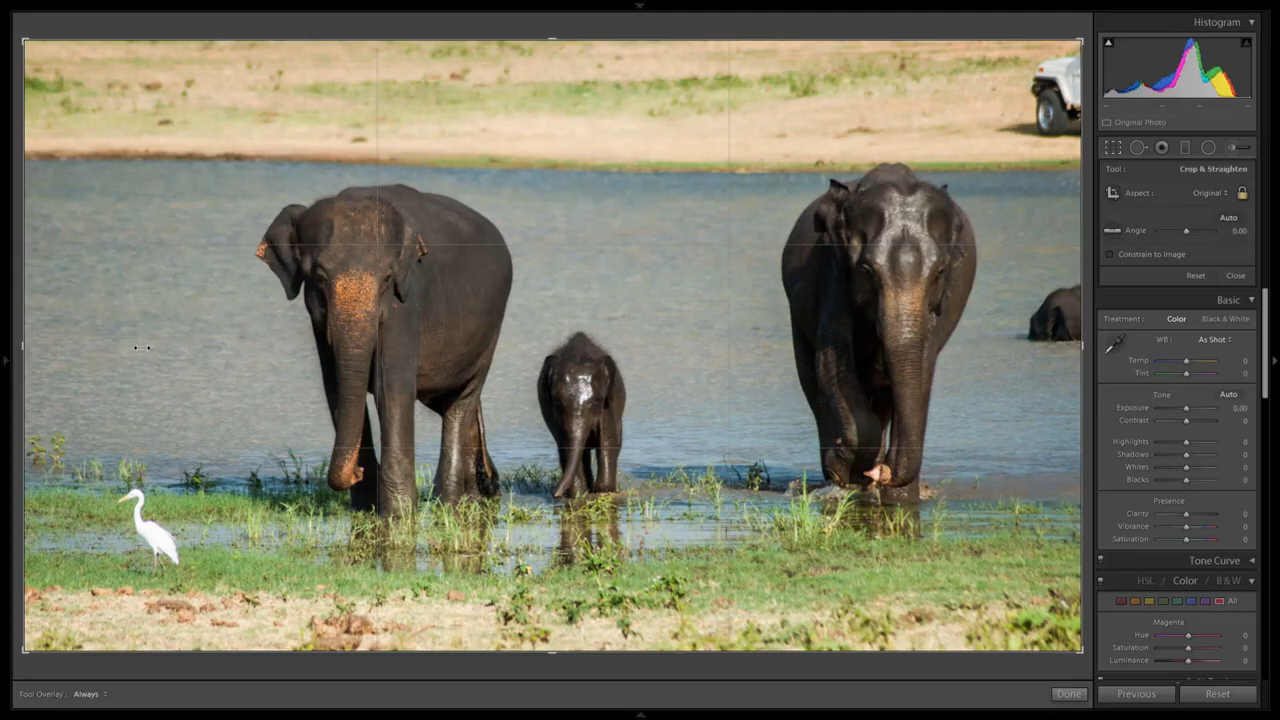 Histogram
Original Photo
Tool : Crop & Straighten
Aspect : Original
Auto
Angle 0.00
Constrain to Image
Reset Close
Basic
Treatment : Color Black & White
WB : As Shot
Temp 0
Tint 0
Tone Auto
Exposure 0.00
Contrast 0
Highlights 0
Shadows 0
Whites 0
Blacks 0
Presence
Clarity 0
Vibrance 0
Saturation 0
Tone Curve
HSL / Color / B & W
All
Magenta
Hue 0
Saturation 0
Luminance 0
Tool Overlay : Always Done
Previous Reset